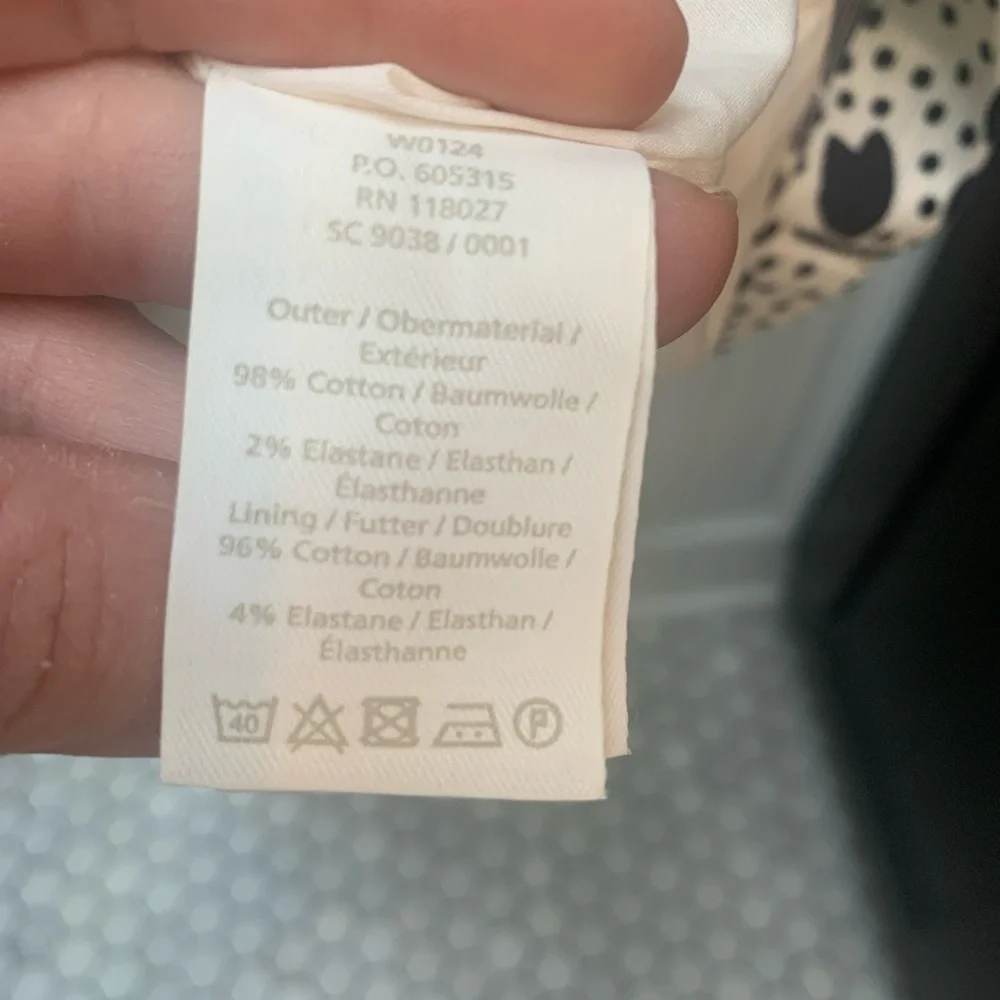 W0124
P.O. 605315
RN 118027
SC 9038 / 0001
Outer / Obermaterial /
Extérieur
98% Cotton / Baumwolle /
Coton
2% Elastane / Elasthan /
Élasthanne
Lining / Futter / Doublure
96% Cotton / Baumwolle /
Coton
4% Elastane / Elasthan /
Élasthanne
40 P